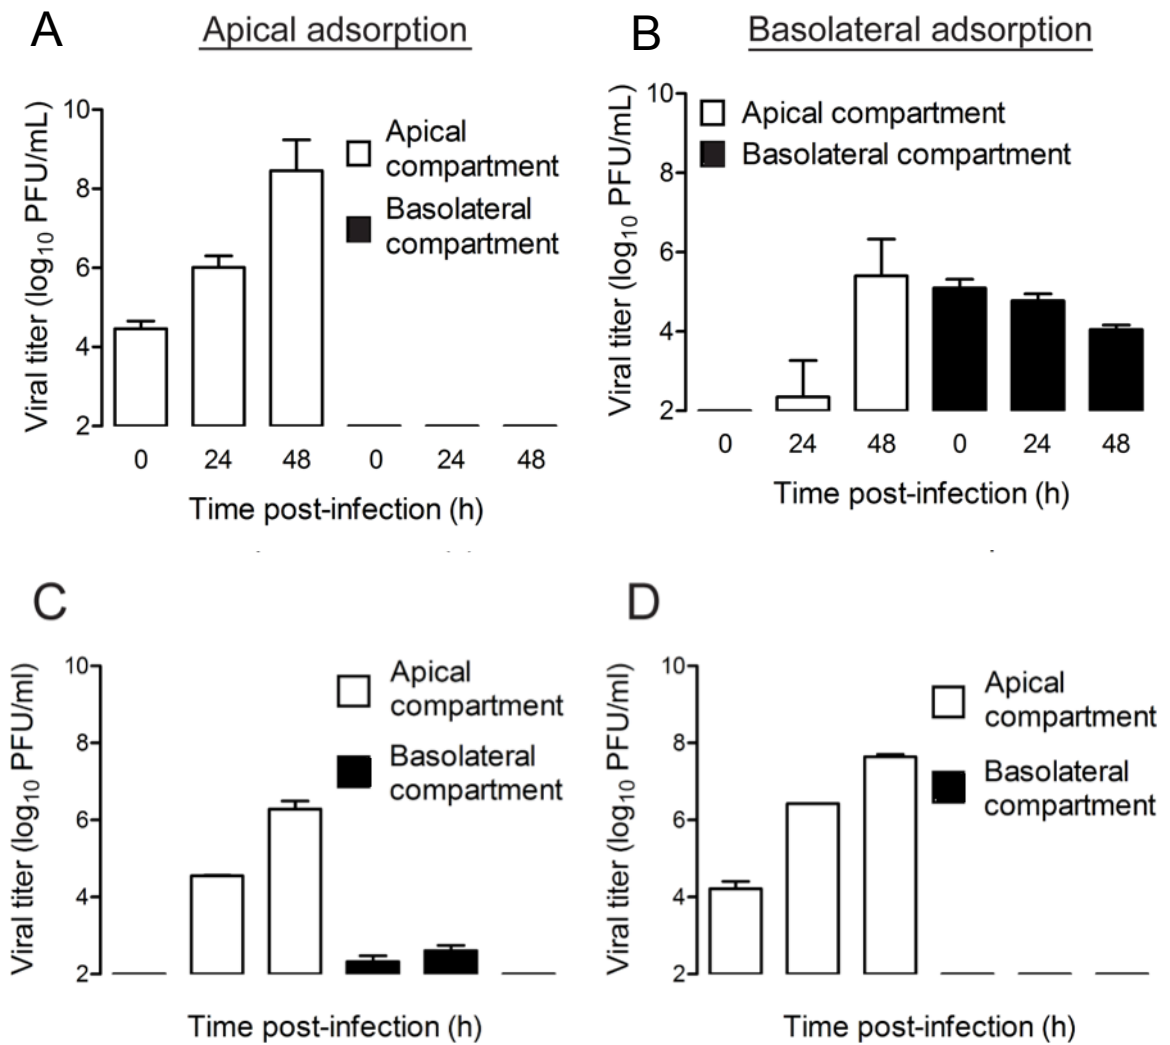 A
Apical adsorption
Viral titer (log10 PFU/mL)
10
8
6
4
2
Apical
compartment
Basolateral
compartment
0 24 48 0 24 48
Time post-infection (h)
B
Basolateral adsorption
Viral titer (log10 PFU/mL)
10
8
6
4
2
Apical compartment
Basolateral compartment
0 24 48 0 24 48
Time post-infection (h)
C
Viral titer (log10 PFU/ml)
10
8
6
4
2
Apical
compartment
Basolateral
compartment
Time post-infection (h)
D
Viral titer (log10 PFU/ml)
10
8
6
4
2
Apical
compartment
Basolateral
compartment
Time post-infection (h)